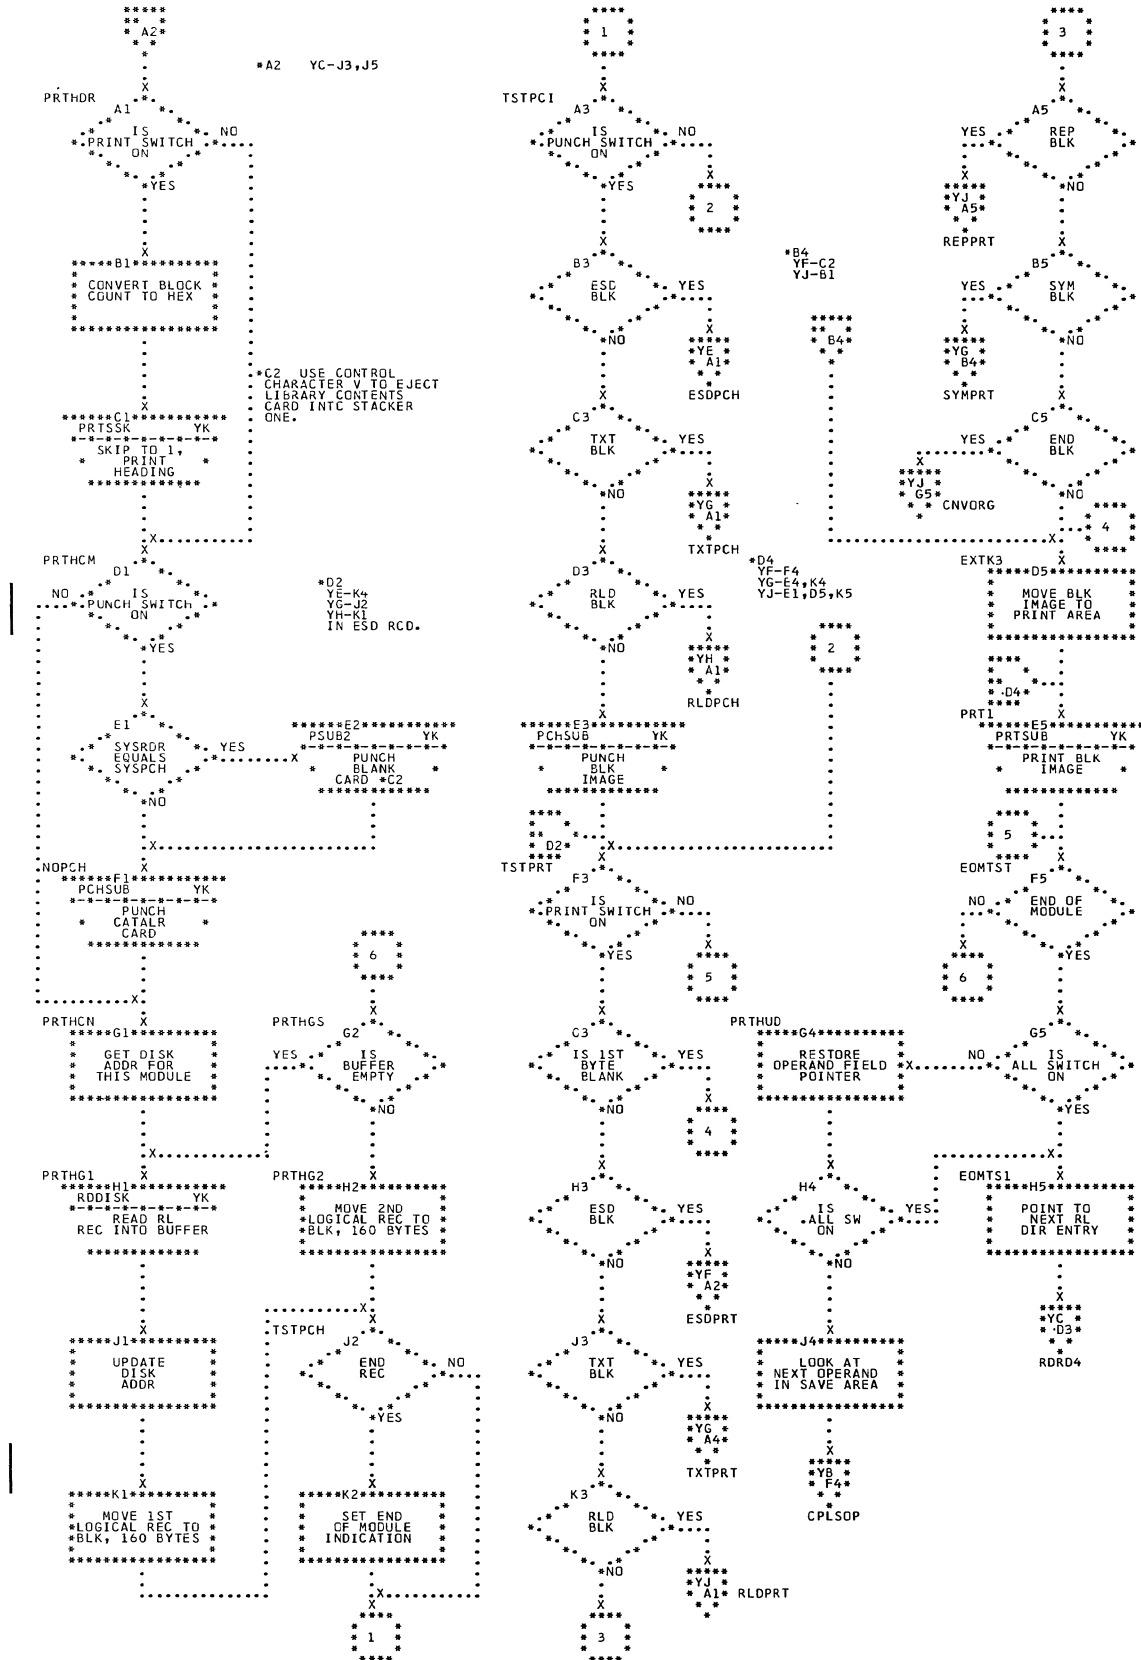 A2
*A2 YC-J3,J5
PRTHDR
A1
IS
PRINT SWITCH
ON
NO
YES
B1
CONVERT BLOCK
COUNT TO HEX
*C2 USE CONTROL
CHARACTER V TO EJECT
LIBRARY CONTENTS
CARD INTC STACKER
ONE.
C1
PRTSSK YK
SKIP TO 1,
PRINT
HEADING
PRTHCM
D1
IS
PUNCH SWITCH
ON
NO
YES
*D2
YE-K4
YG-J2
YH-K1
IN ESD RCD.
E1
SYSRDR
EQUALS
SYSPCH
YES
NO
E2
PSUB2 YK
PUNCH
BLANK
CARD *C2
NOPCH
F1
PCHSUB YK
PUNCH
CATALR
CARD
6
PRTHCN
G1
GET DISK
ADDR FOR
THIS MODULE
PRTHGS
G2
IS
BUFFER
EMPTY
YES
NO
PRTHG1
H1
RDDISK YK
READ RL
REC INTO BUFFER
PRTHG2
H2
MOVE 2ND
LOGICAL REC TO
BLK, 160 BYTES
J1
UPDATE
DISK
ADDR
TSTPCH
J2
END
REC
NO
YES
K1
MOVE 1ST
LOGICAL REC TO
BLK, 160 BYTES
K2
SET END
OF MODULE
INDICATION
1
1
TSTPCI
A3
IS
PUNCH SWITCH
ON
NO
YES
2
B3
ESD
BLK
YES
NO
YE
A1
ESDPCH
*B4
YF-C2
YJ-B1
B4
C3
TXT
BLK
YES
NO
YG
A1
TXTPCH
D3
RLD
BLK
YES
NO
YH
A1
RLDPCH
*D4
YF-F4
YG-E4,K4
YJ-E1,D5,K5
2
E3
PChSUB YK
PUNCH
BLK
IMAGE
D2
TSTPRT
F3
IS
PRINT SWITCH
ON
NO
YES
5
C3
IS 1ST
BYTE
BLANK
YES
NO
4
H3
ESD
BLK
YES
NO
YF
A2
ESDPRT
J3
TXT
BLK
YES
NO
YG
A4
TXTPRT
K3
RLD
BLK
YES
NO
YJ
A1
RLDPRT
3
3
A5
REP
BLK
YES
NO
YJ
A5
REPPRT
B5
SYM
BLK
YES
NO
YG
B4
SYMPRT
C5
END
BLK
YES
NO
YJ
G5
CNVORG
4
EXTK3
D5
MOVE BLK
IMAGE TO
PRINT AREA
D4
PRT1
E5
PRTSUB YK
PRINT BLK
IMAGE
5
EOMTST
F5
END OF
MODULE
NO
YES
6
PRTHUD
G4
RESTORE
OPERAND FIELD
POINTER
G5
IS
ALL SWITCH
ON
NO
YES
H4
IS
ALL SW
ON
YES
NO
EOMTS1
H5
POINT TO
NEXT RL
DIR ENTRY
YC
D3
RDRD4
J4
LOOK AT
NEXT OPERAND
IN SAVE AREA
YB
F4
CPLSOP